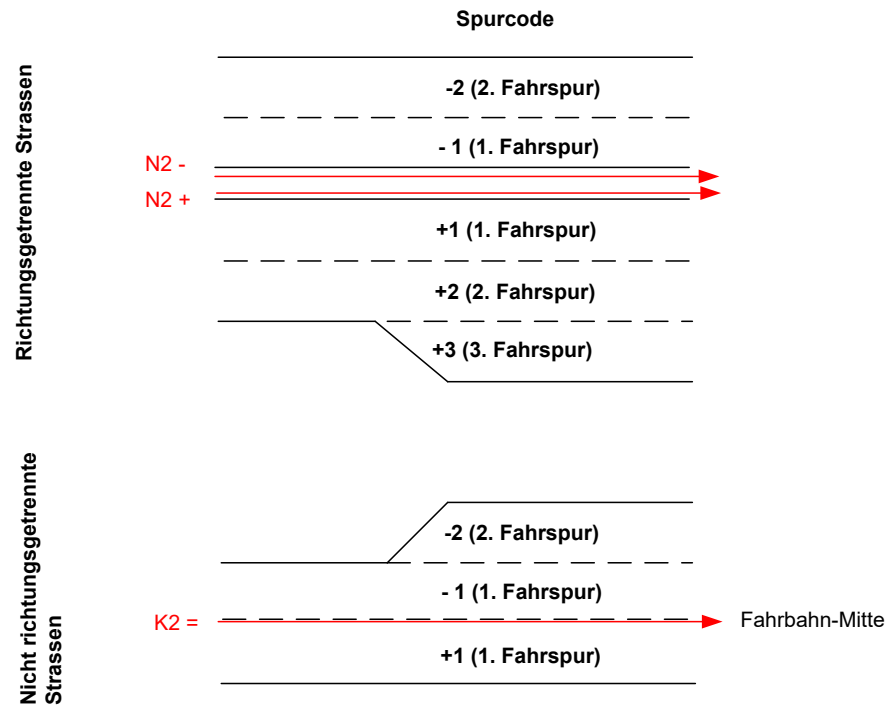 Spurcode
Richtungsgetrennte Strassen
-2 (2. Fahrspur)
- 1 (1. Fahrspur)
N2 -
N2 +
+1 (1. Fahrspur)
+2 (2. Fahrspur)
+3 (3. Fahrspur)
Nicht richtungsgetrennte
Strassen
-2 (2. Fahrspur)
- 1 (1. Fahrspur)
K2 =
Fahrbahn-Mitte
+1 (1. Fahrspur)